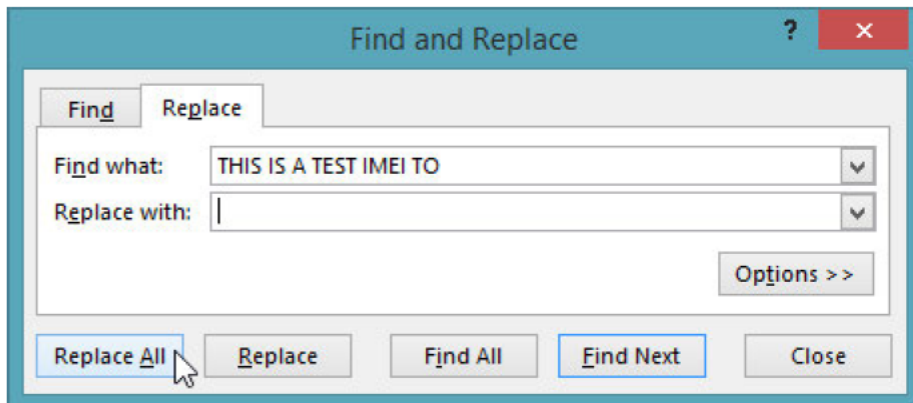 Find and Replace ? ×
Find Replace
Find what: THIS IS A TEST IMEI TO
Replace with:
Options >>
Replace All Replace Find All Find Next Close